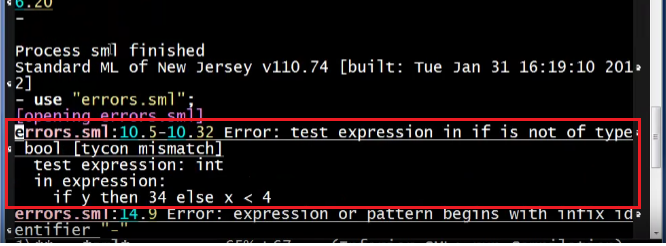 6.20
-
Process sml finished
Standard ML of New Jersey v110.74 [built: Tue Jan 31 16:19:10 201
2]
- use "errors.sml";
[opening errors.sml]
errors.sml:10.5-10.32 Error: test expression in if is not of type
bool [tycon mismatch]
test expression: int
in expression:
if y then 34 else x < 4
errors.sml:14.9 Error: expression or pattern begins with infix id
entifier "-"